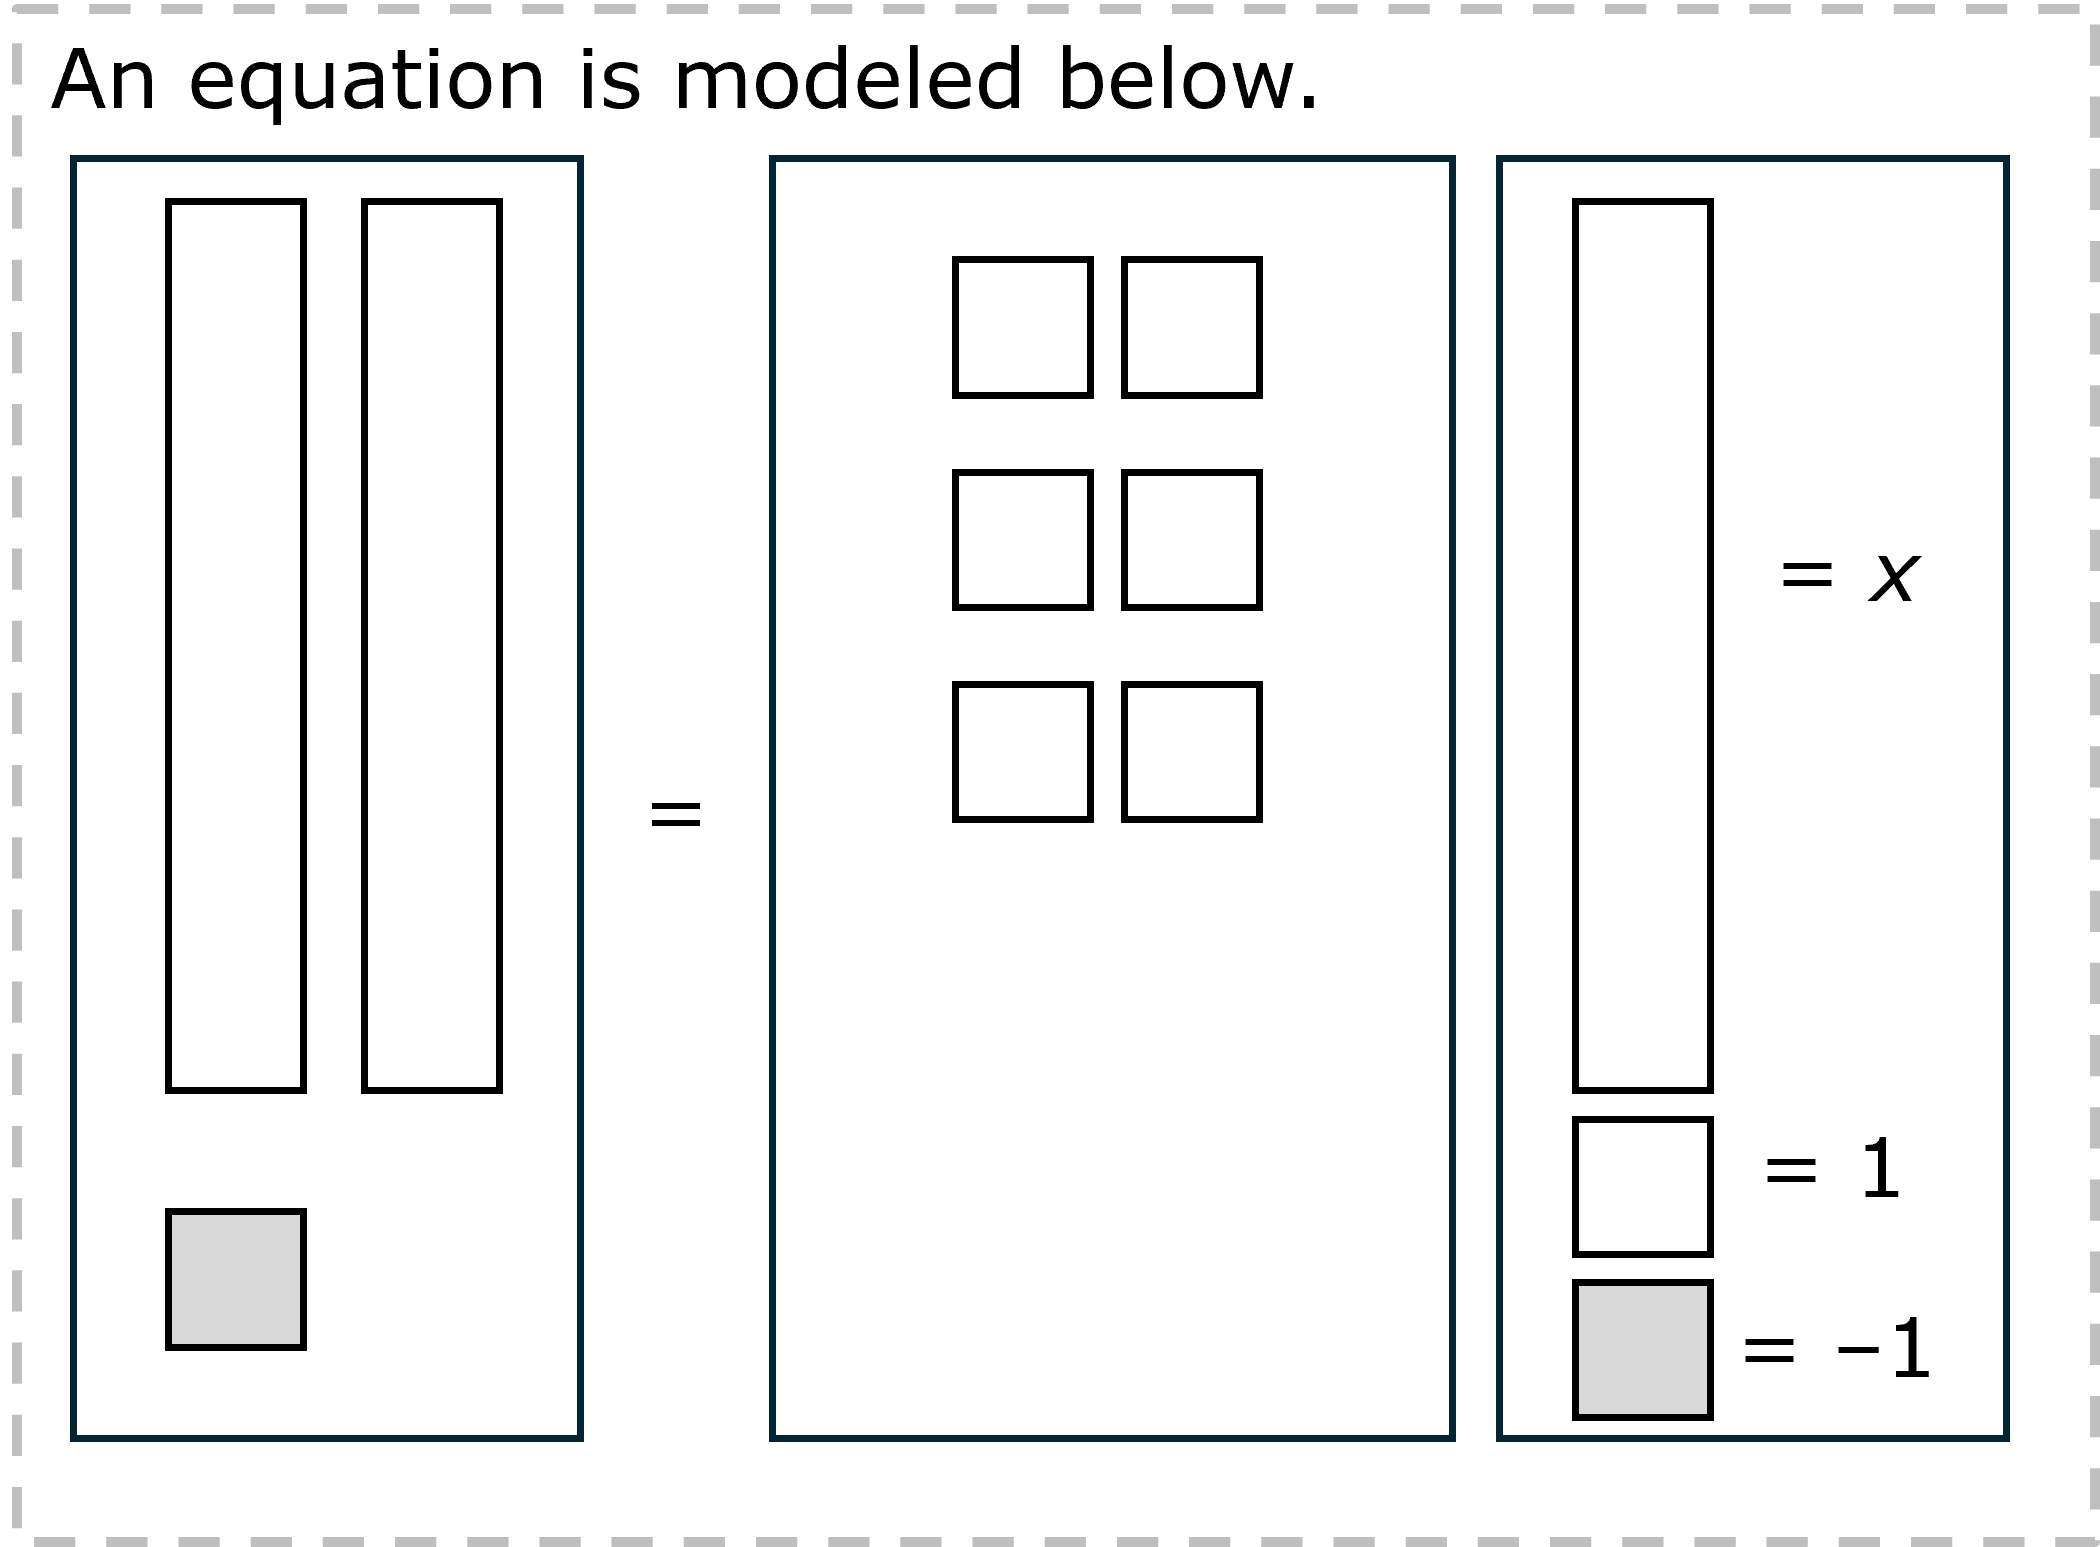 An equation is modeled below.
=
= x
= 1
= −1